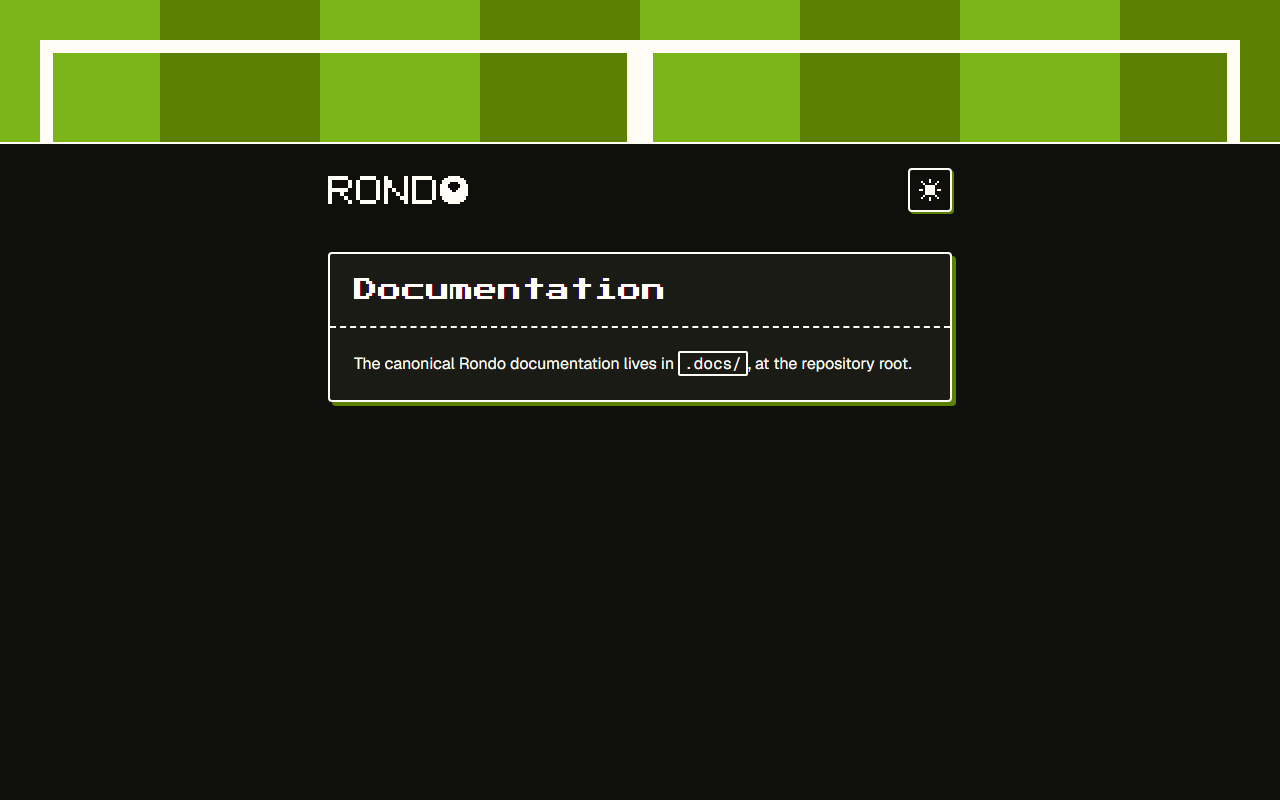 RONDO
Documentation
The canonical Rondo documentation lives in .docs/, at the repository root.